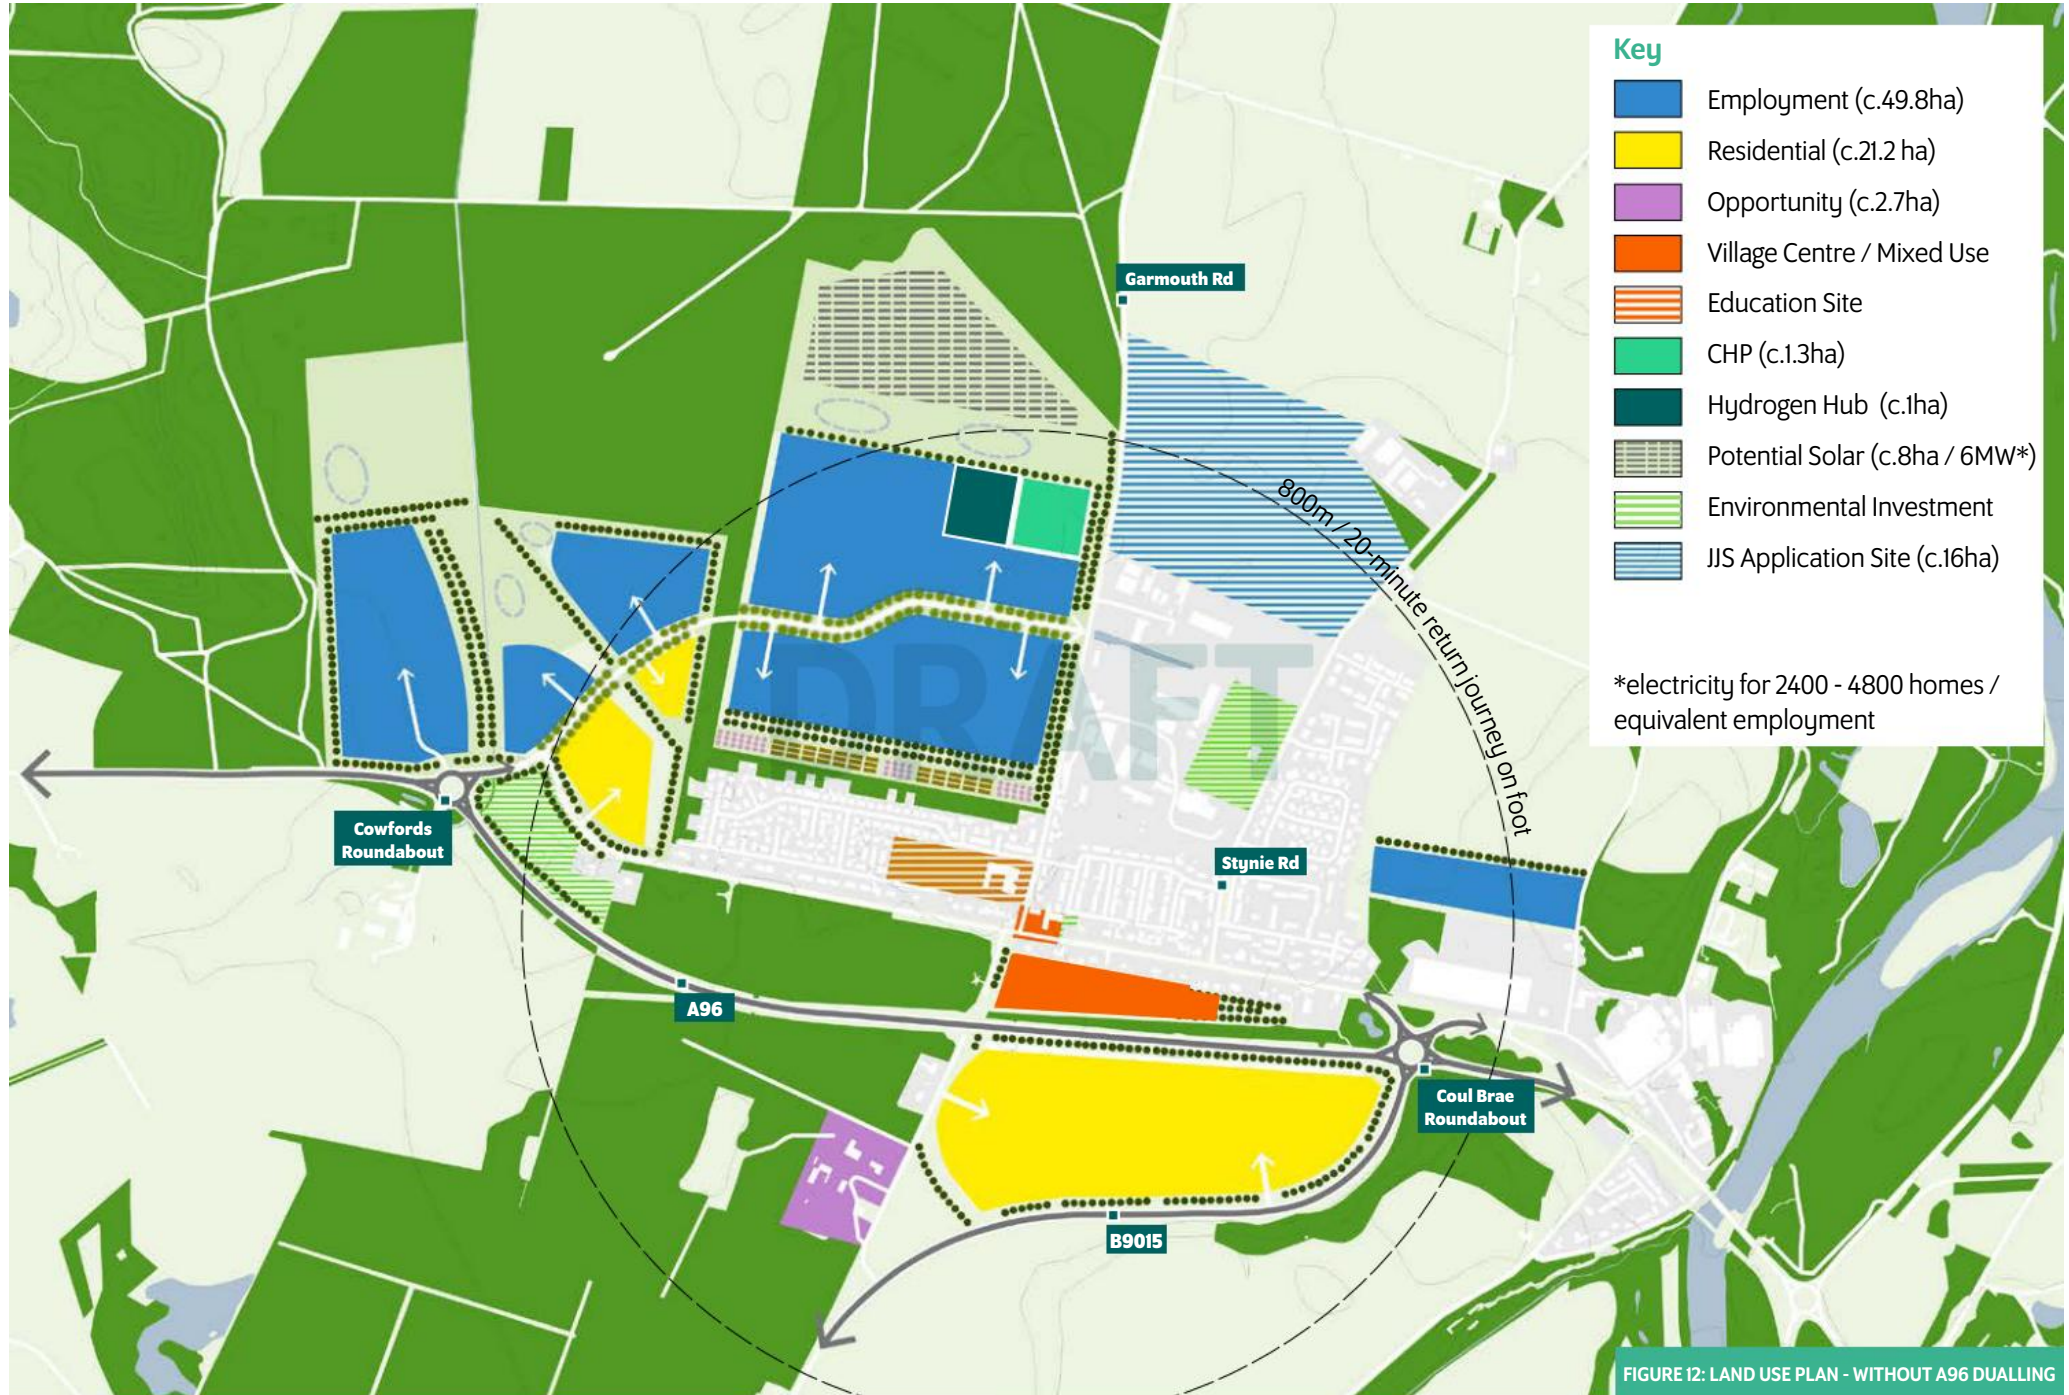 Key
Employment (c.49.8ha)
Residential (c.21.2 ha)
Opportunity (c.2.7ha)
Village Centre / Mixed Use
Education Site
CHP (c.1.3ha)
Hydrogen Hub (c.1ha)
Potential Solar (c.8ha / 6MW*)
Environmental Investment
JJS Application Site (c.16ha)
*electricity for 2400 - 4800 homes /
equivalent employment
Garmouth Rd
800m / 20-minute return journey on foot
DRAFT
Cowfords
Roundabout
Stynie Rd
A96
Coul Brae
Roundabout
B9015
FIGURE 12: LAND USE PLAN - WITHOUT A96 DUALLING